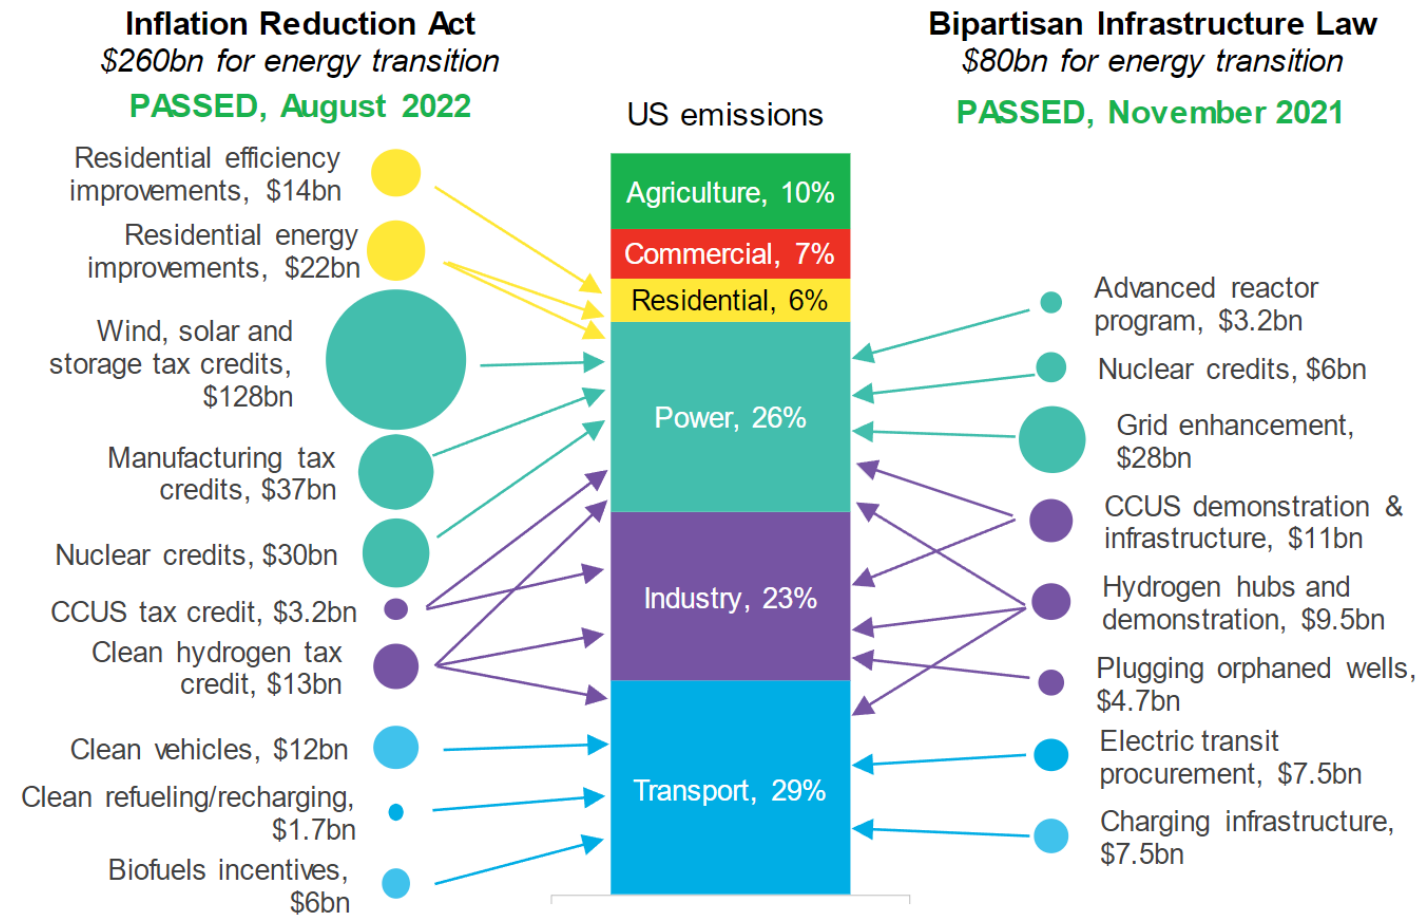 Inflation Reduction Act
$260bn for energy transition
PASSED, August 2022
Residential efficiency
improvements, $14bn
Residential energy
improvements, $22bn
Wind, solar and
storage tax credits,
$128bn
Manufacturing tax
credits, $37bn
Nuclear credits, $30bn
CCUS tax credit, $3.2bn
Clean hydrogen tax
credit, $13bn
Clean vehicles, $12bn
Clean refueling/recharging,
$1.7bn
Biofuels incentives,
$6bn
US emissions
Agriculture, 10%
Commercial, 7%
Residential, 6%
Power, 26%
Industry, 23%
Transport, 29%
Bipartisan Infrastructure Law
$80bn for energy transition
PASSED, November 2021
Advanced reactor
program, $3.2bn
Nuclear credits, $6bn
Grid enhancement,
$28bn
CCUS demonstration &
infrastructure, $11bn
Hydrogen hubs and
demonstration, $9.5bn
Plugging orphaned wells,
$4.7bn
Electric transit
procurement, $7.5bn
Charging infrastructure,
$7.5bn